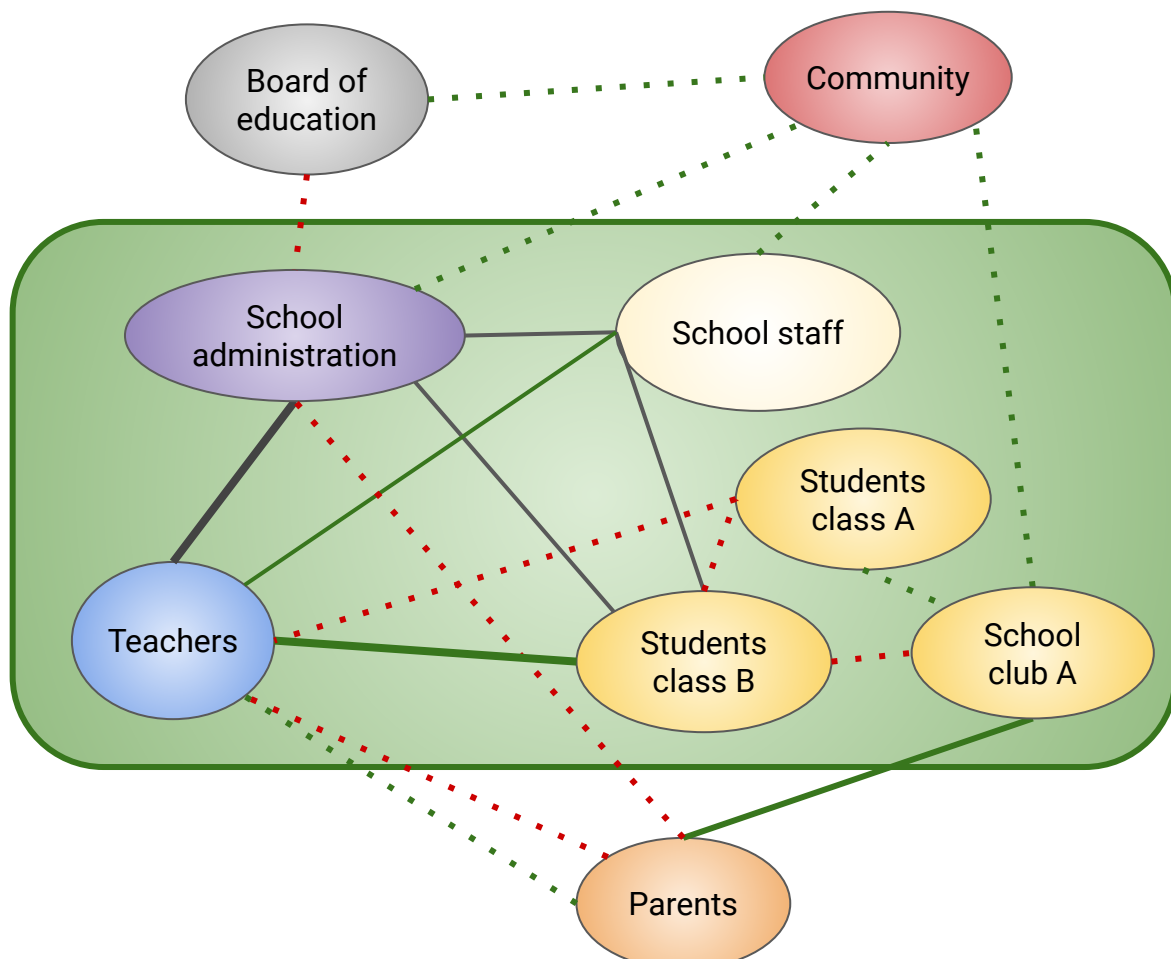 Board of
education
Community
School
administration
School staff
Students
class A
Teachers
Students
class B
School
club A
Parents